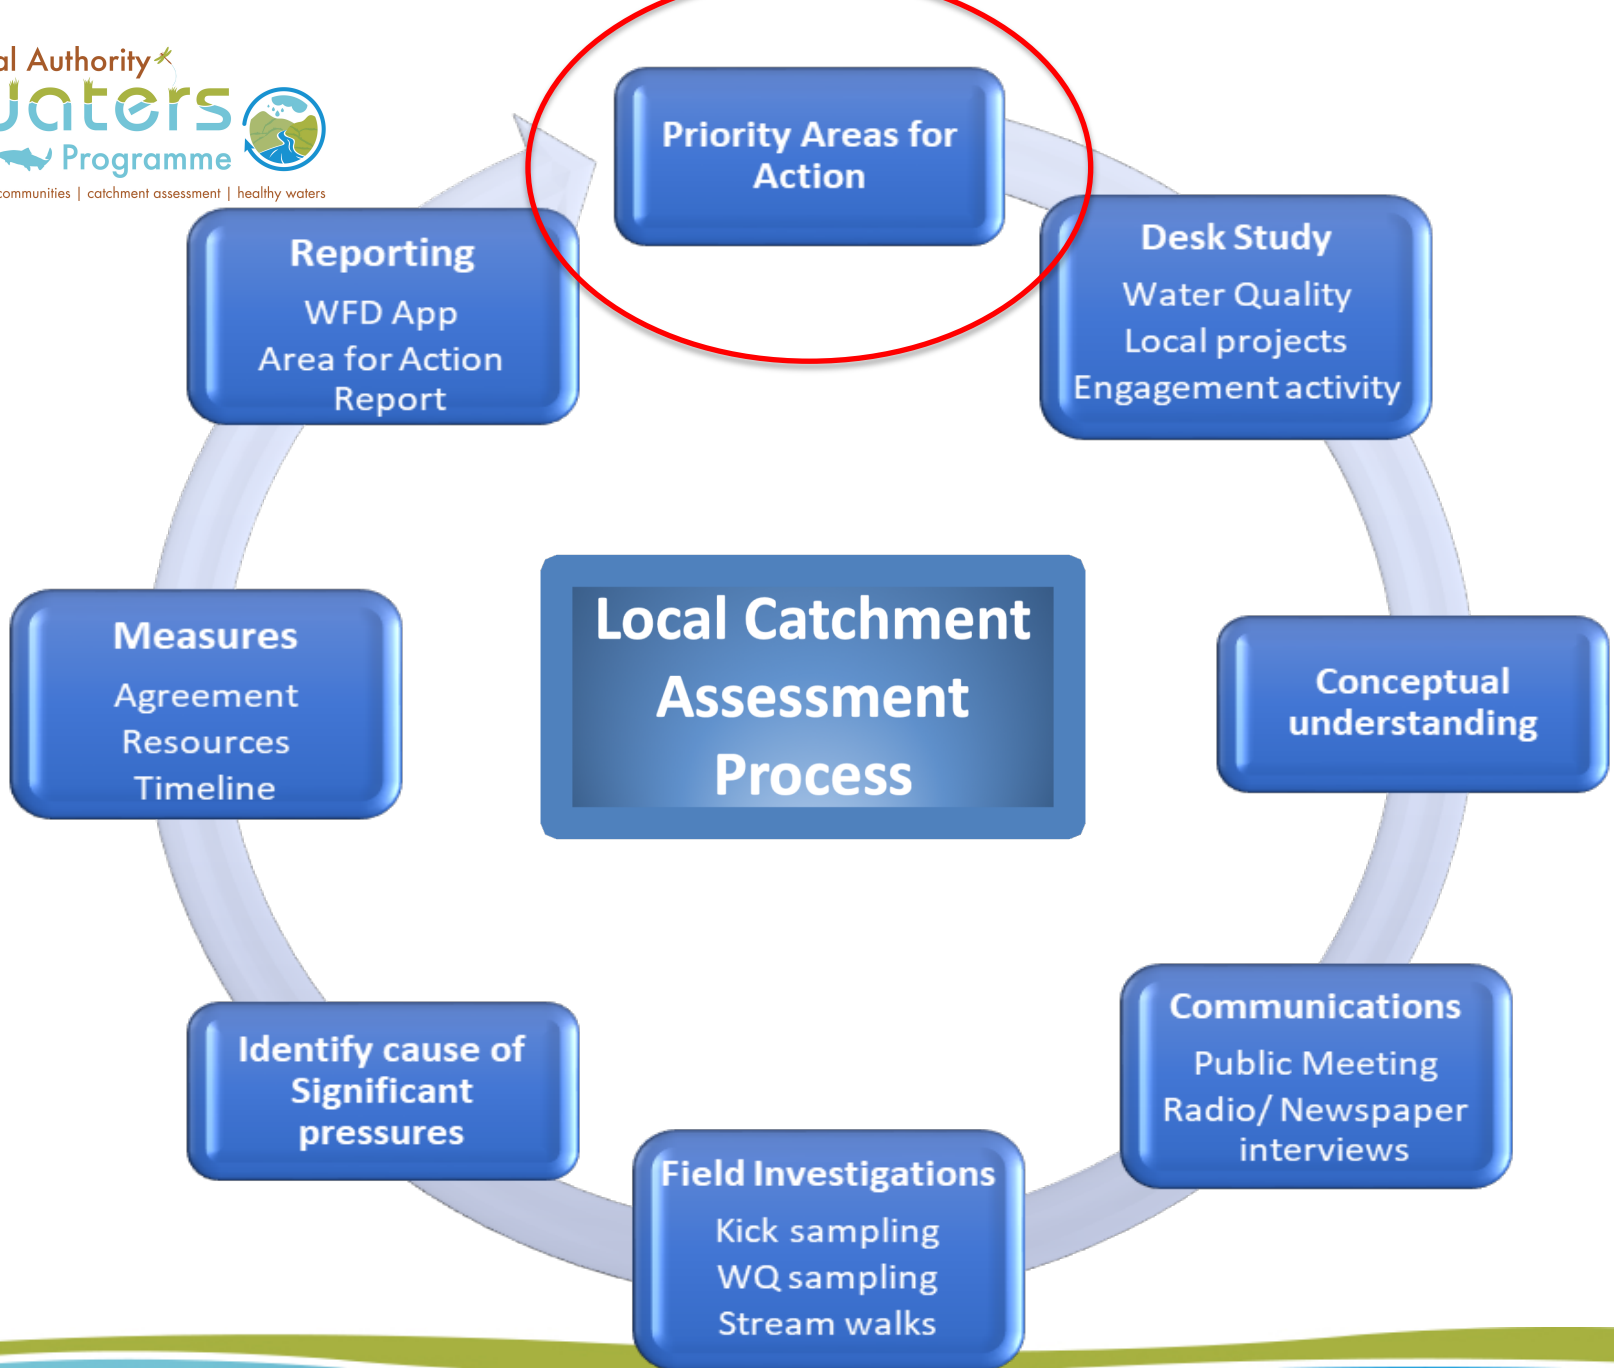 al Authority
waters
Programme
communities | catchment assessment | healthy waters
Priority Areas for
Action
Desk Study
Water Quality
Local projects
Engagement activity
Conceptual
understanding
Communications
Public Meeting
Radio/ Newspaper
interviews
Field Investigations
Kick sampling
WQ sampling
Stream walks
Identify cause of
Significant
pressures
Measures
Agreement
Resources
Timeline
Reporting
WFD App
Area for Action
Report
Local Catchment
Assessment
Process